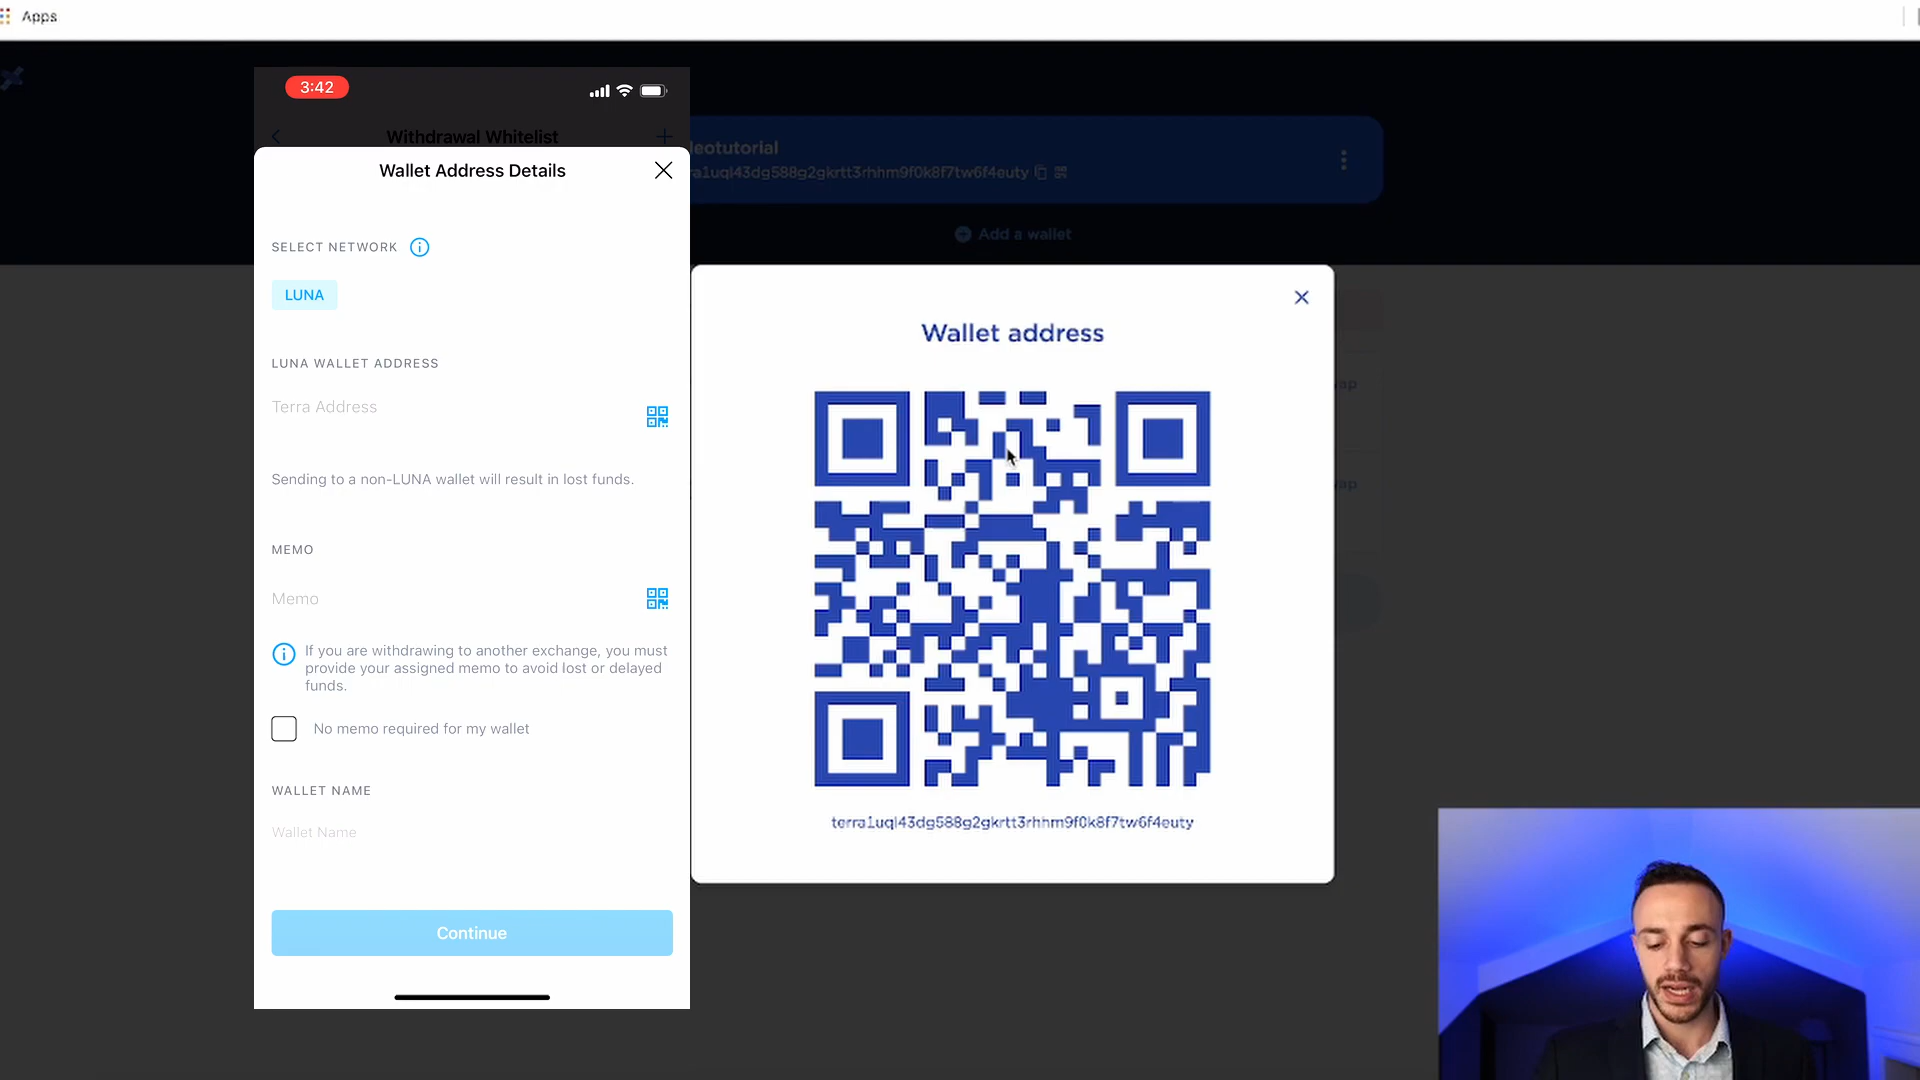 Apps
3:42
Withdrawal Whitelist
Wallet Address Details
SELECT NETWORK
LUNA
LUNA WALLET ADDRESS
Terra Address
Sending to a non-LUNA wallet will result in lost funds.
MEMO
Memo
If you are withdrawing to another exchange, you must
provide your assigned memo to avoid lost or delayed
funds.
No memo required for my wallet
WALLET NAME
Wallet Name
Continue
eotutorial
ra1uql43dg588g2gkrtt3rhhm9f0k8f7tw6f4euty
Add a wallet
Wallet address
terra1uql43dg588g2gkrtt3rhhm9f0k8f7tw6f4euty